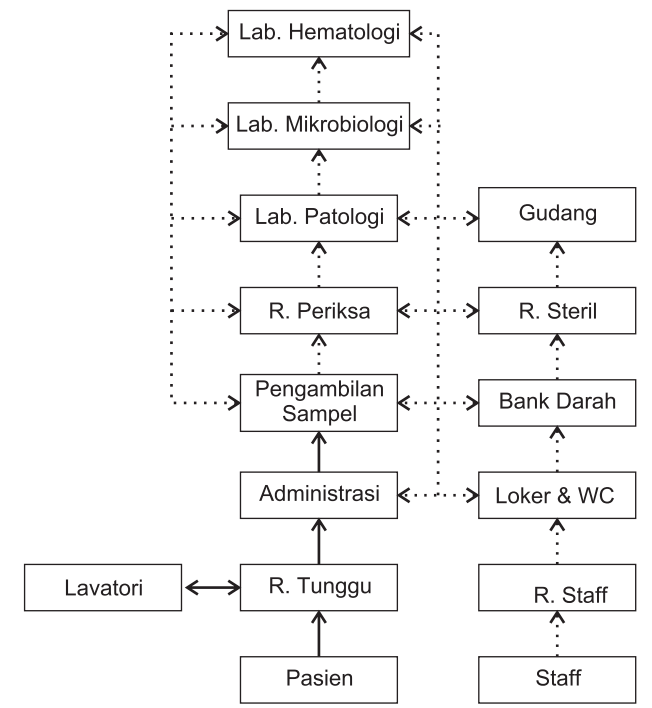 Lab. Hematologi
Lab. Mikrobiologi
Lab. Patologi
Gudang
R. Periksa
R. Steril
Pengambilan
Sampel
Bank Darah
Administrasi
Loker & WC
Lavatori
R. Tunggu
R. Staff
Pasien
Staff